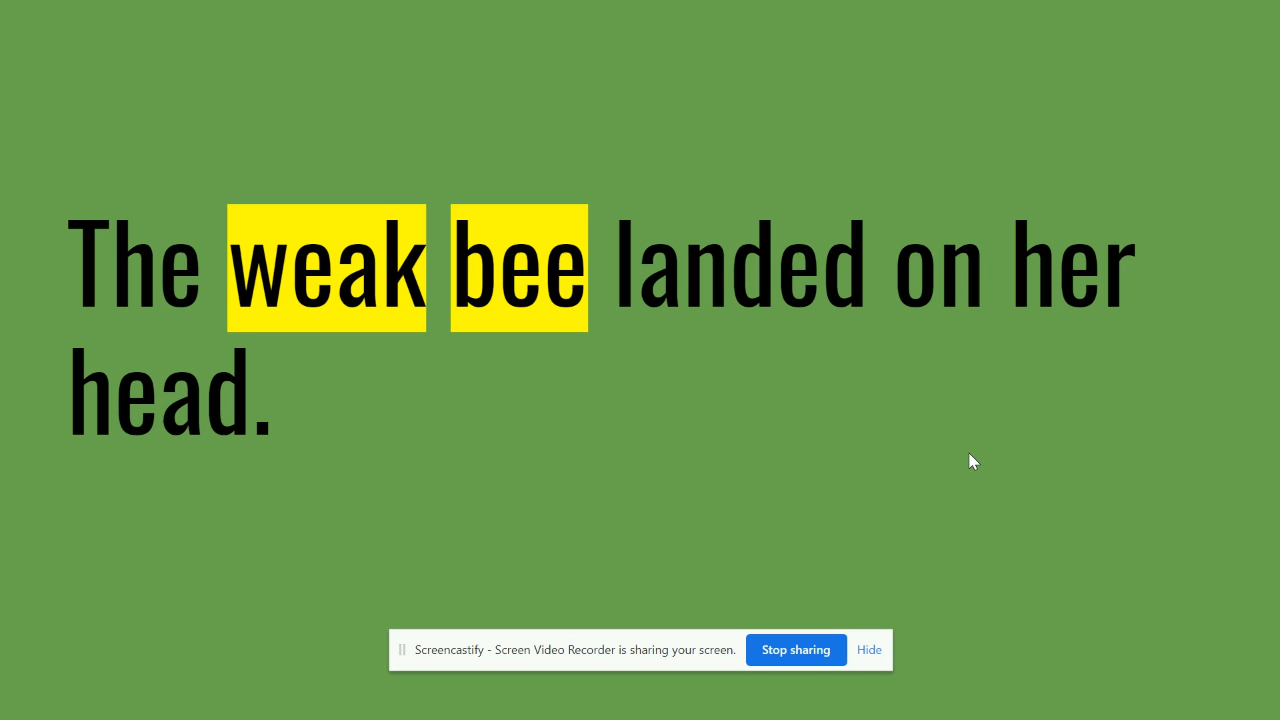 The weak bee landed on her
head.
Screencastify - Screen Video Recorder is sharing your screen. Stop sharing Hide